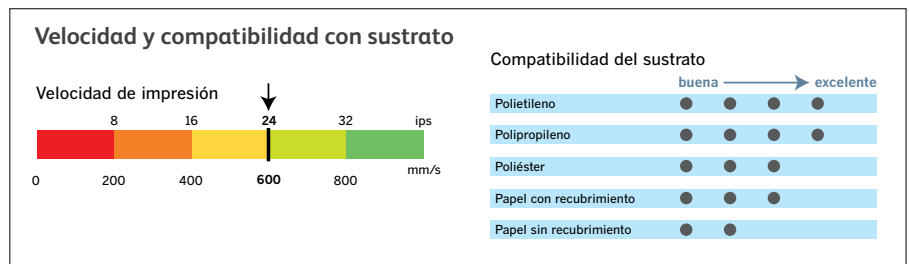 Velocidad y compatibilidad con sustrato
Velocidad de impresión
8 16 24 32 ips
0 200 400 600 800 mm/s
Compatibilidad del sustrato
buena excelente
Polietileno
Polipropileno
Poliéster
Papel con recubrimiento
Papel sin recubrimiento